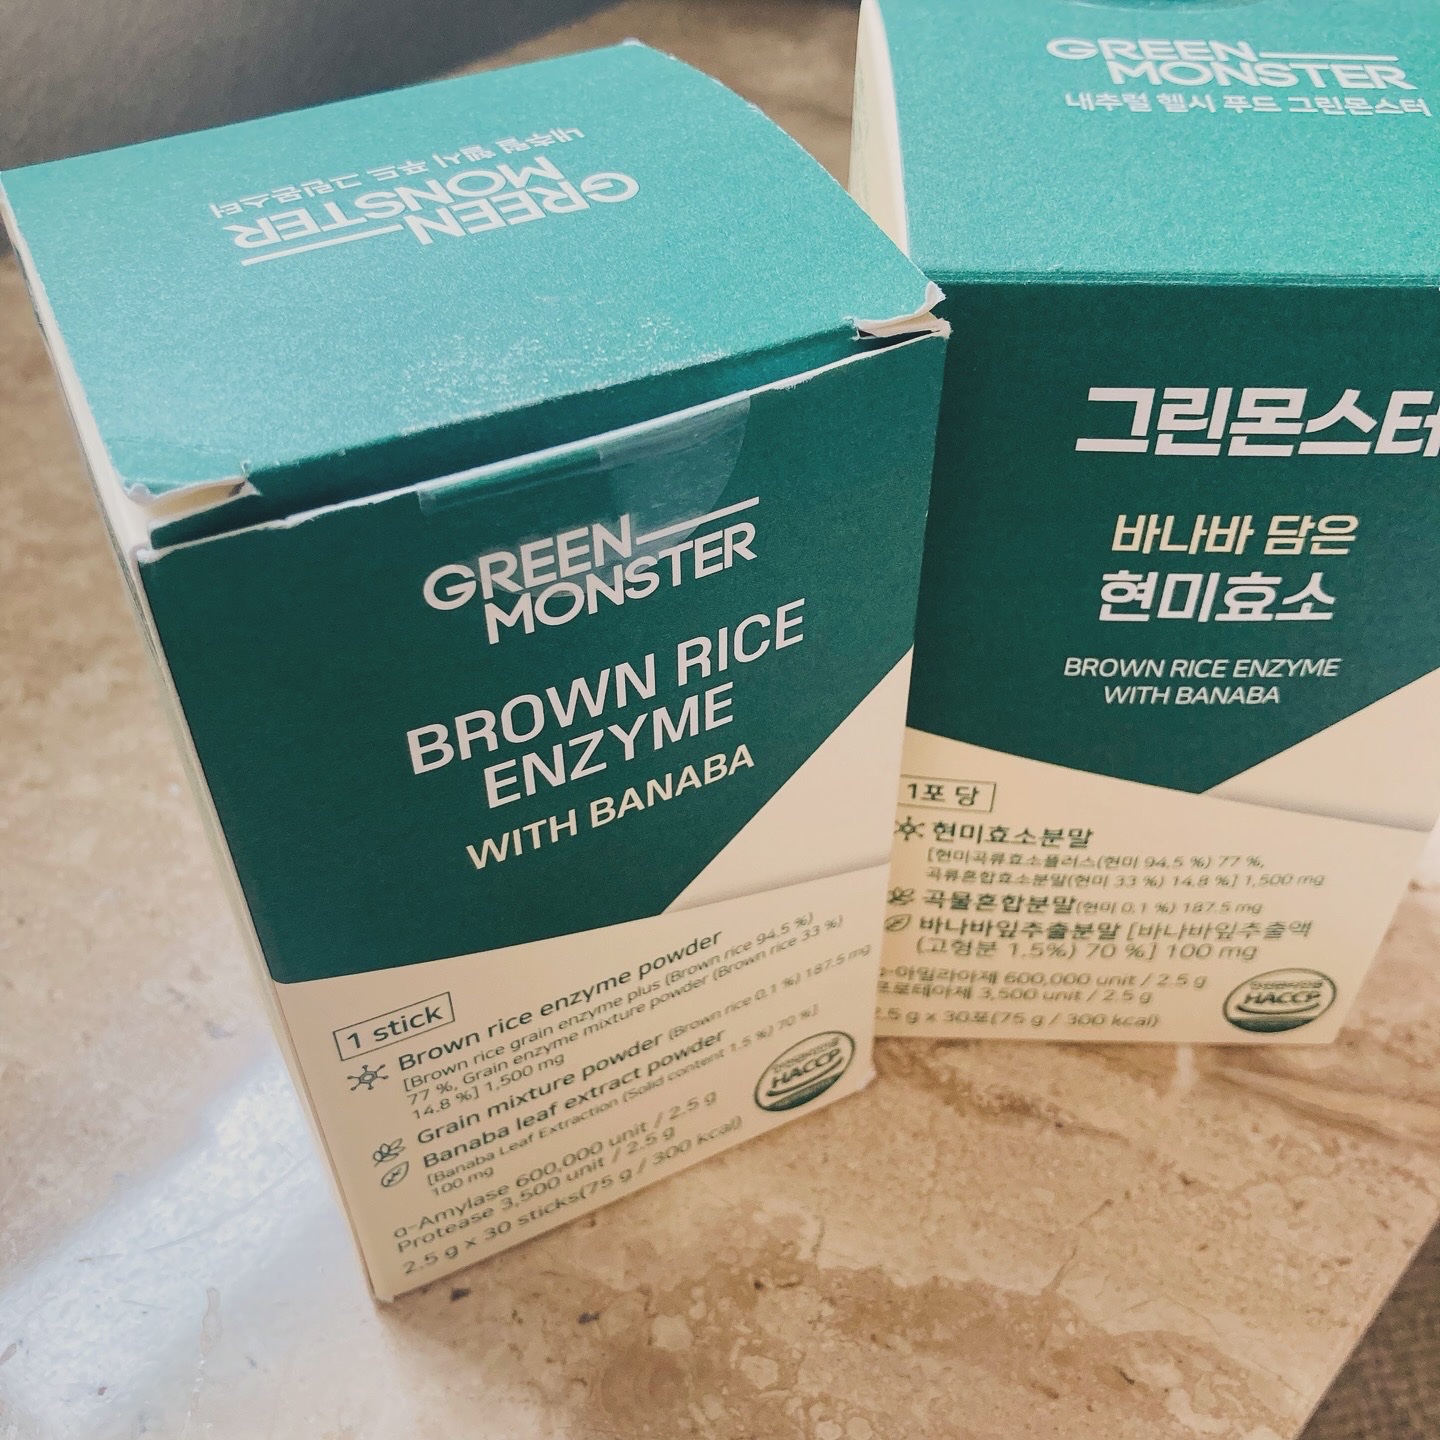 GREEN
MONSTER
내추럴 헬시 푸드 그린몬스터
GREEN
MONSTER
BROWN RICE
ENZYME
WITH BANABA
1 stick
Brown rice enzyme powder
[Brown rice grain enzyme plus (Brown rice 94.5 %)
77 %, Grain enzyme mixture powder (Brown rice 33 %)
14.8 %] 1,500 mg
Grain mixture powder (Brown rice 0.1 %) 187.5 mg
Banaba leaf extract powder
[Banaba Leaf Extraction (Solid content 1.5 %) 70 %]
100 mg
α-Amylase 600,000 unit / 2.5 g
Protease 3,500 unit / 2.5 g
2.5 g x 30 sticks(75 g / 300 kcal)
HACCP
GREEN
MONSTER
내추럴 헬시 푸드 그린몬스터
그린몬스터
바나바 담은
현미효소
BROWN RICE ENZYME
WITH BANABA
1포 당
현미효소분말
[현미곡류효소플러스(현미 94.5 %) 77 %,
곡류혼합효소분말(현미 33 %) 14.8 %] 1,500 mg
곡물혼합분말(현미 0.1 %) 187.5 mg
바나바잎추출분말 [바나바잎추출액
(고형분 1.5%) 70 %] 100 mg
α-아밀라아제 600,000 unit / 2.5 g
프로테아제 3,500 unit / 2.5 g
2.5 g x 30포(75 g / 300 kcal)
HACCP